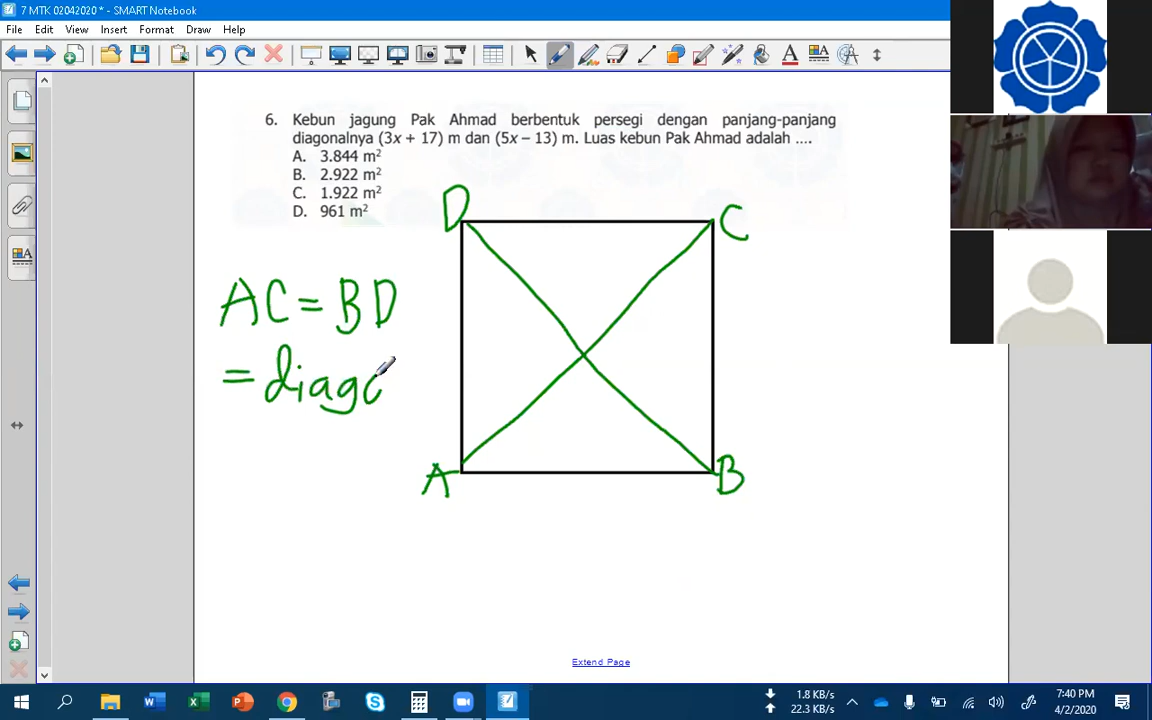 7 MTK 02042020 * - SMART Notebook
File Edit View Insert Format Draw Help
6. Kebun jagung Pak Ahmad berbentuk persegi dengan panjang-panjang
diagonalnya (3x + 17) m dan (5x – 13) m. Luas kebun Pak Ahmad adalah ....
A. 3.844 m²
B. 2.922 m²
C. 1.922 m²
D. 961 m²
D
C
AC = BD
= diago
A
B
Extend Page
1.8 KB/s
22.3 KB/s
7:40 PM
4/2/2020